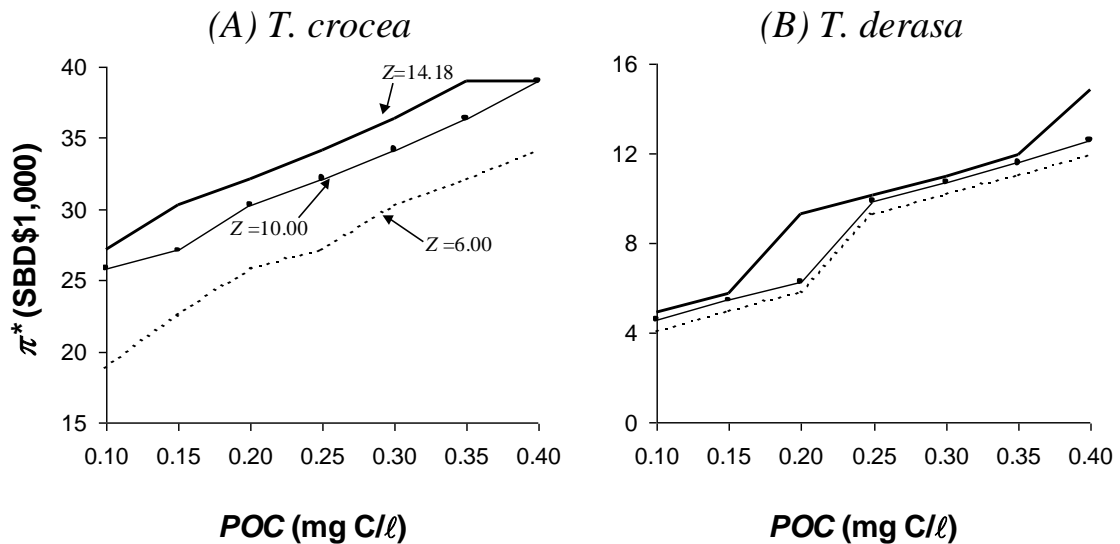 (A) T. crocea
(B) T. derasa
π* (SBD$1,000)
40
35
30
25
20
15
Z=14.18
Z =10.00
Z =6.00
0.10 0.15 0.20 0.25 0.30 0.35 0.40
POC (mg C/ℓ)
16
12
8
4
0
0.10 0.15 0.20 0.25 0.30 0.35 0.40
POC (mg C/ℓ)